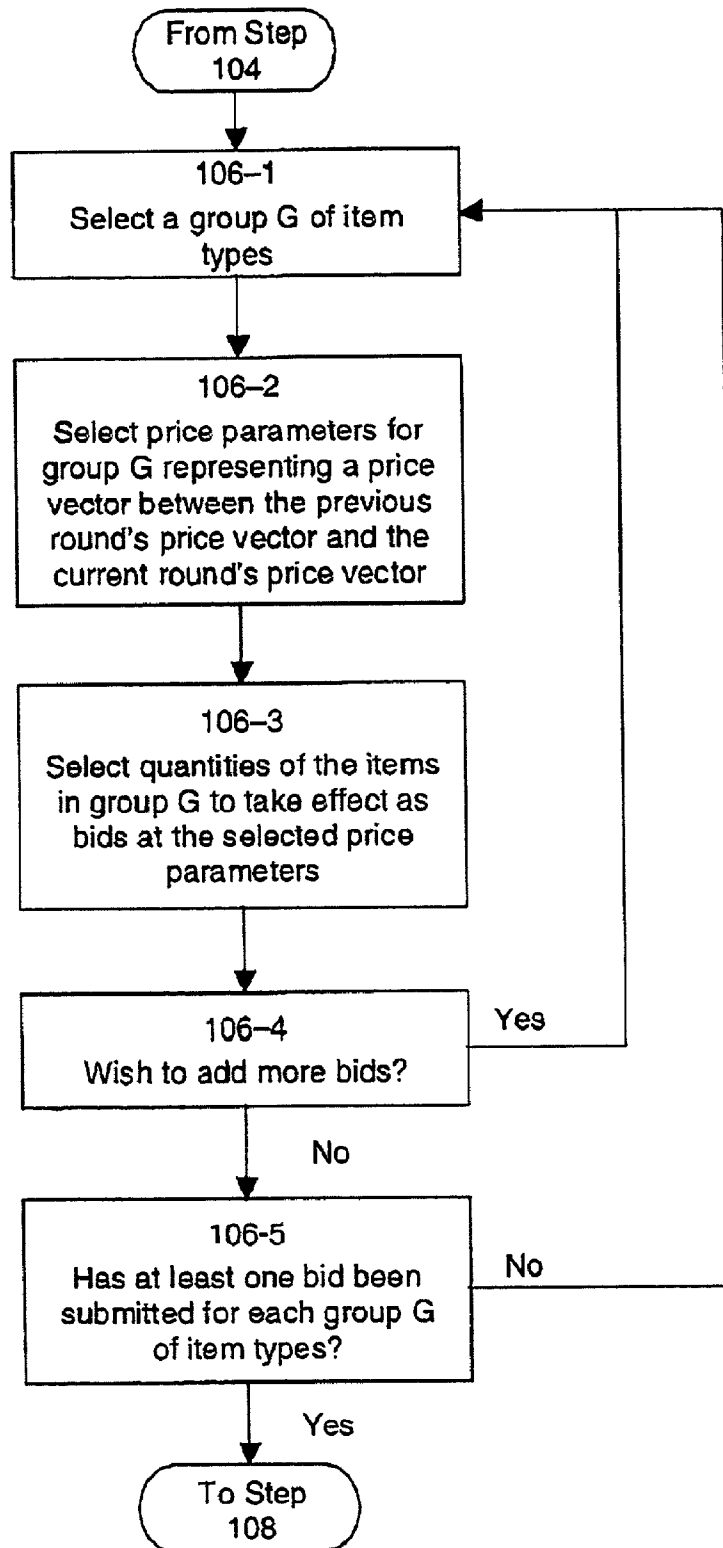 From Step
104
106–1
Select a group G of item
types
106–2
Select price parameters for
group G representing a price
vector between the previous
round's price vector and the
current round's price vector
106–3
Select quantities of the items
in group G to take effect as
bids at the selected price
parameters
106–4
Wish to add more bids?
Yes
No
106-5
Has at least one bid been
submitted for each group G
of item types?
No
Yes
To Step
108